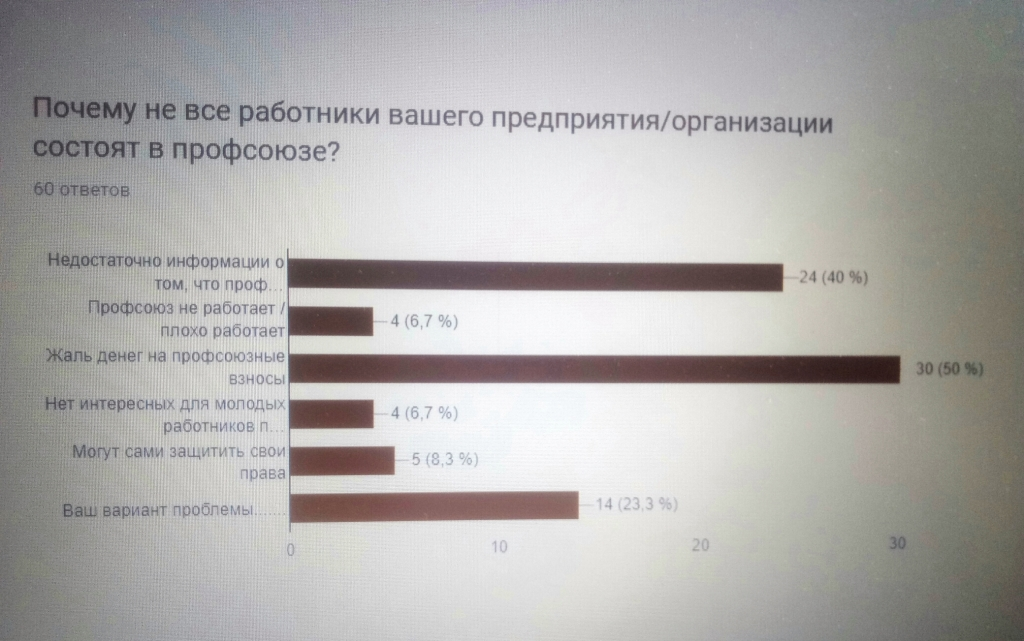 Почему не все работники вашего предприятия/организации
состоят в профсоюзе?
60 ответов
Недостаточно информации о
том, что проф...
24 (40 %)
Профсоюз не работает /
плохо работает
4 (6,7 %)
Жаль денег на профсоюзные
взносы
30 (50 %)
Нет интересных для молодых
работников п...
4 (6,7 %)
Могут сами защитить свои
права
5 (8,3 %)
Ваш вариант проблемы.......
14 (23,3 %)
0 10 20 30